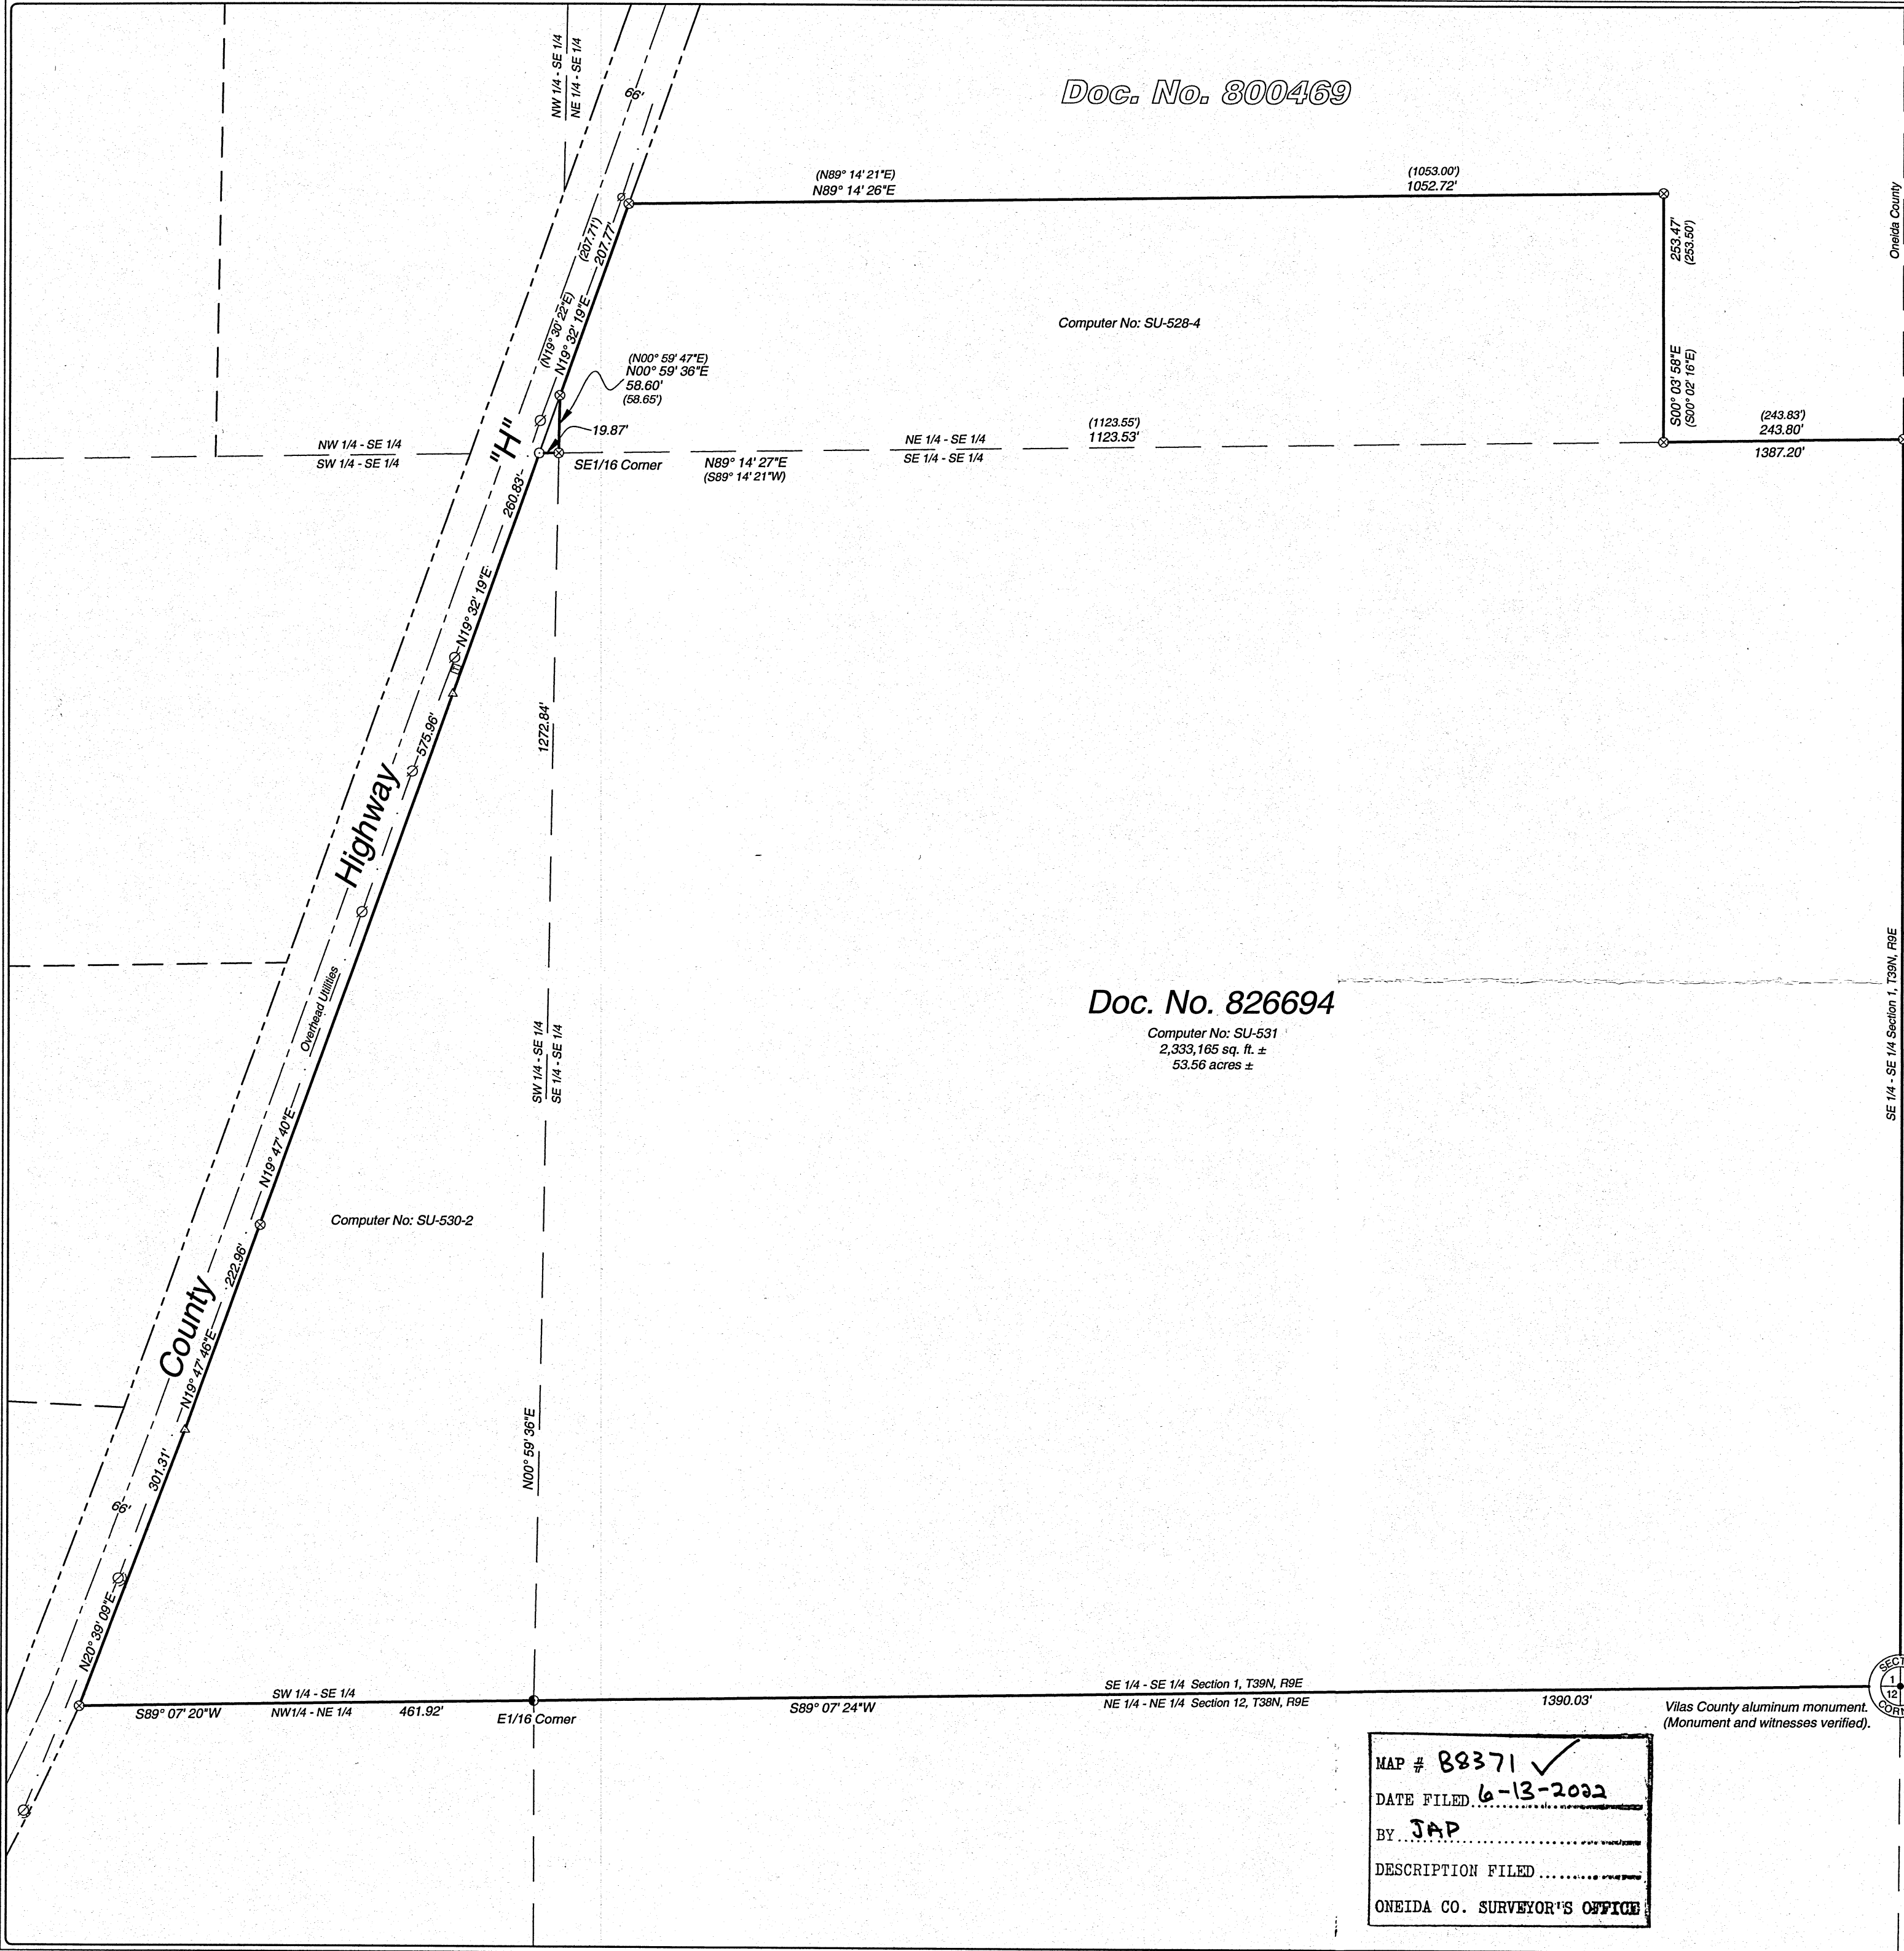 NW 1/4 - SE 1/4
NE 1/4 - SE 1/4
66'
Doc. No. 800469
(N89° 14' 21"E)
N89° 14' 26"E
(1053.00')
1052.72'
Oneida County
(207.71')
207.77'
253.47'
(253.50')
(N19° 30' 22"E)
N19° 32' 19"E
Computer No: SU-528-4
(N00° 59' 47"E)
N00° 59' 36"E
58.60'
(58.65')
S00° 03' 58"E
(S00° 02' 16"E)
19.87'
(1123.55')
1123.53'
(243.83')
243.80'
1387.20'
NW 1/4 - SE 1/4
SW 1/4 - SE 1/4
"H"
SE1/16 Corner
N89° 14' 27"E
(S89° 14' 21"W)
NE 1/4 - SE 1/4
SE 1/4 - SE 1/4
260.83'
N19° 32' 19"E
575.96'
1272.84'
Highway
Overhead Utilities
SE 1/4 - SE 1/4 Section 1, T39N, R9E
Doc. No. 826694
Computer No: SU-531
2,333,165 sq. ft. ±
53.56 acres ±
SW 1/4 - SE 1/4
SE 1/4 - SE 1/4
N19° 47' 40"E
Computer No: SU-530-2
222.96'
County
N19° 47' 46"E
N00° 59' 36"E
301.31'
66'
N20° 39' 09"E
SW 1/4 - SE 1/4
NW1/4 - NE 1/4
S89° 07' 20"W
461.92'
E1/16 Corner
S89° 07' 24"W
SE 1/4 - SE 1/4 Section 1, T39N, R9E
NE 1/4 - NE 1/4 Section 12, T38N, R9E
1390.03'
SECT
1
12
COR
Vilas County aluminum monument.
(Monument and witnesses verified).
MAP # B8371 ✓
DATE FILED 6-13-2022
BY JAP
DESCRIPTION FILED
ONEIDA CO. SURVEYOR'S OFFICE